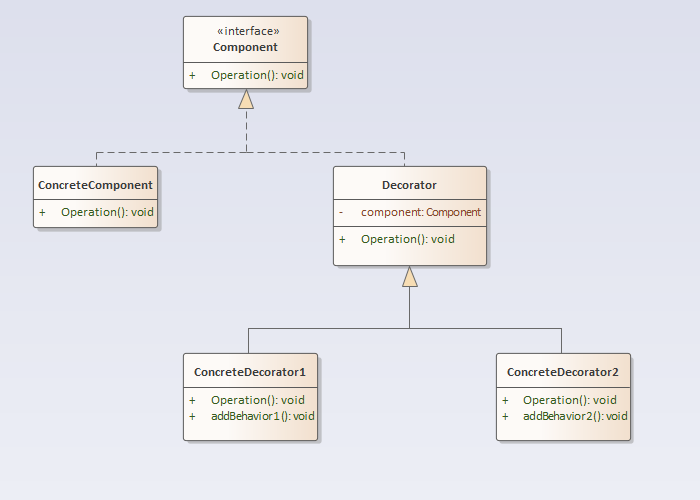 «interface»
Component
+ Operation(): void
ConcreteComponent
+ Operation(): void
Decorator
- component: Component
+ Operation(): void
ConcreteDecorator1
+ Operation(): void
+ addBehavior1(): void
ConcreteDecorator2
+ Operation(): void
+ addBehavior2(): void